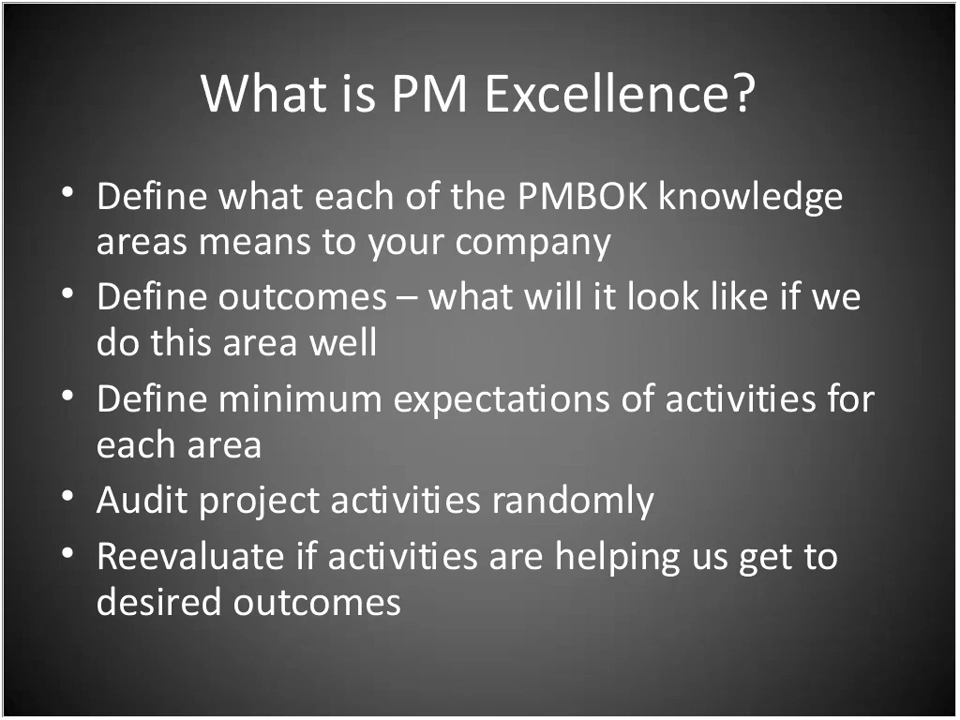 What is PM Excellence?
• Define what each of the PMBOK knowledge
areas means to your company
• Define outcomes – what will it look like if we
do this area well
• Define minimum expectations of activities for
each area
• Audit project activities randomly
• Reevaluate if activities are helping us get to
desired outcomes